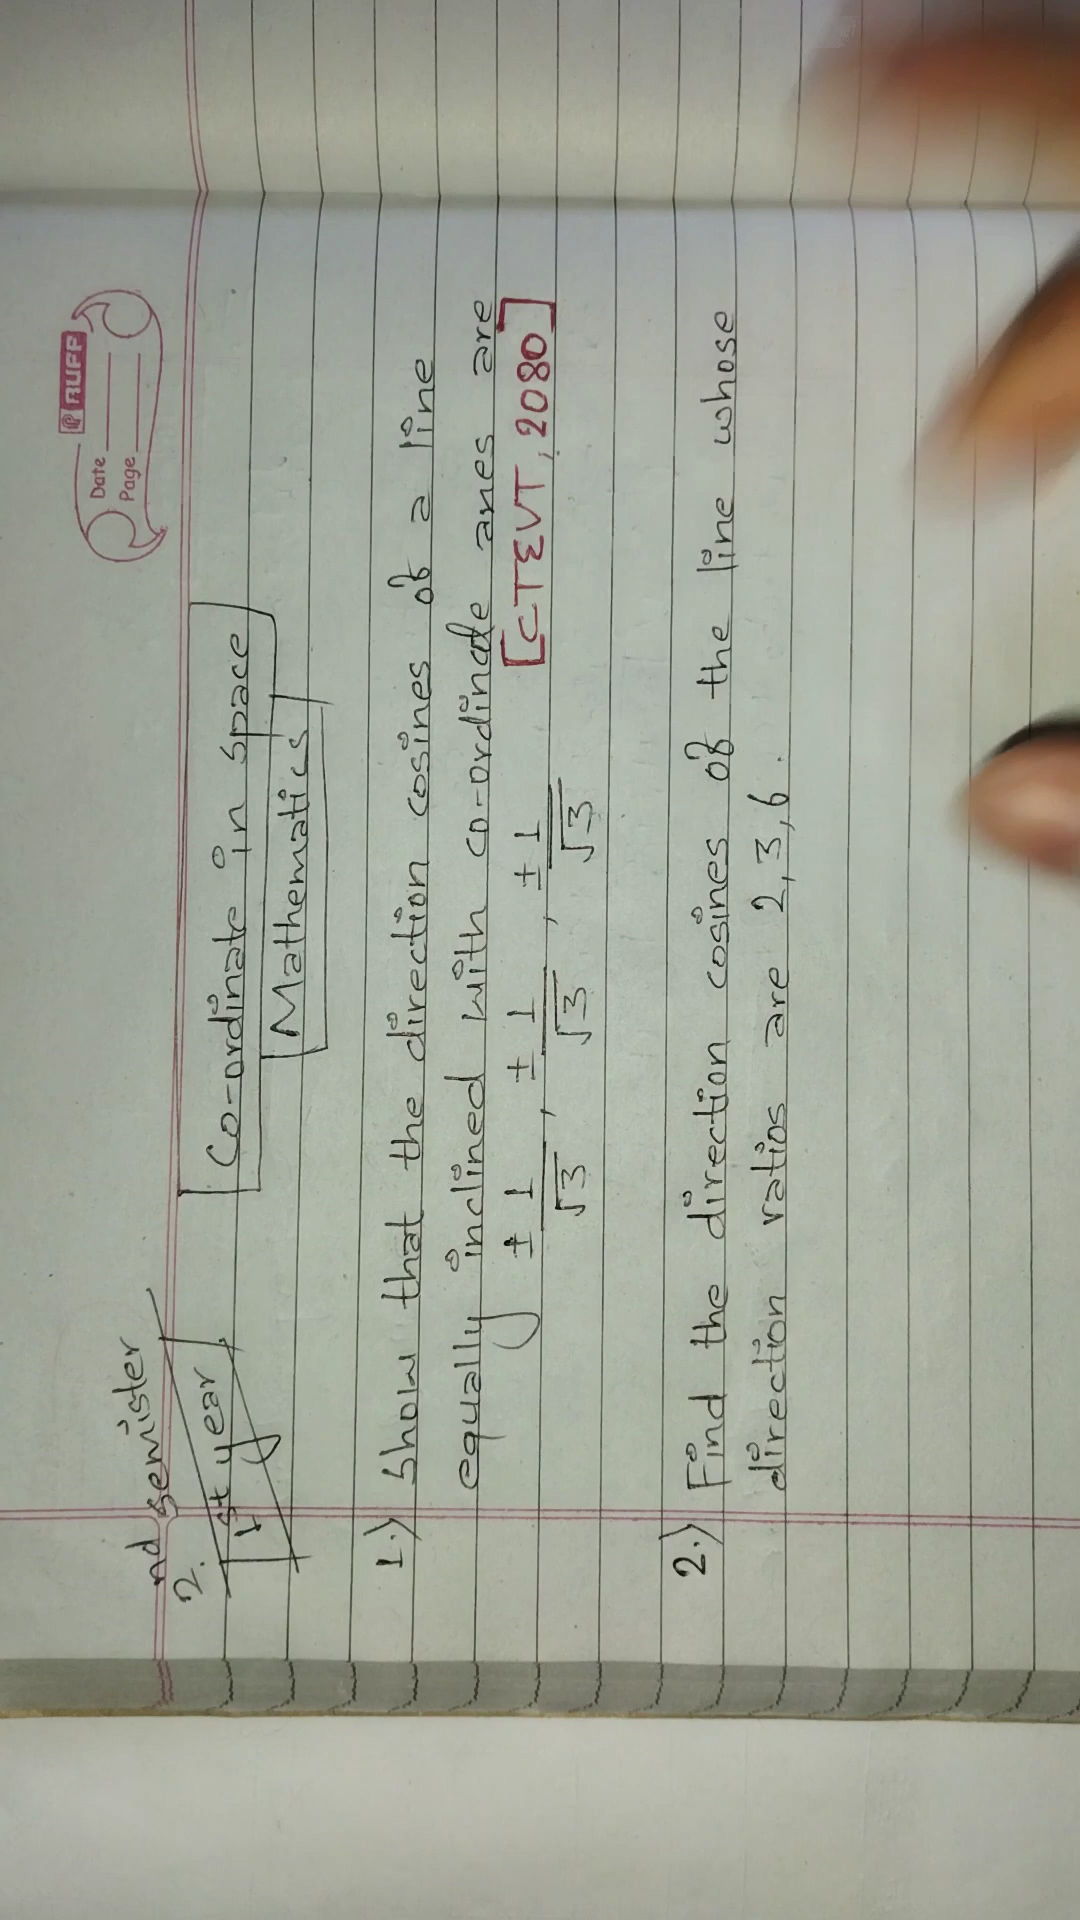 RUFF
Date
Page
2nd semister
1st year
Co-ordinate in space
Mathematics
1.) Show that the direction cosines of a line
equally inclined with co-ordinate axes are
± 1/√3, ± 1/√3, ± 1/√3 [CTEVT, 2080]
2.) Find the direction cosines of the line whose
direction ratios are 2, 3, 6.